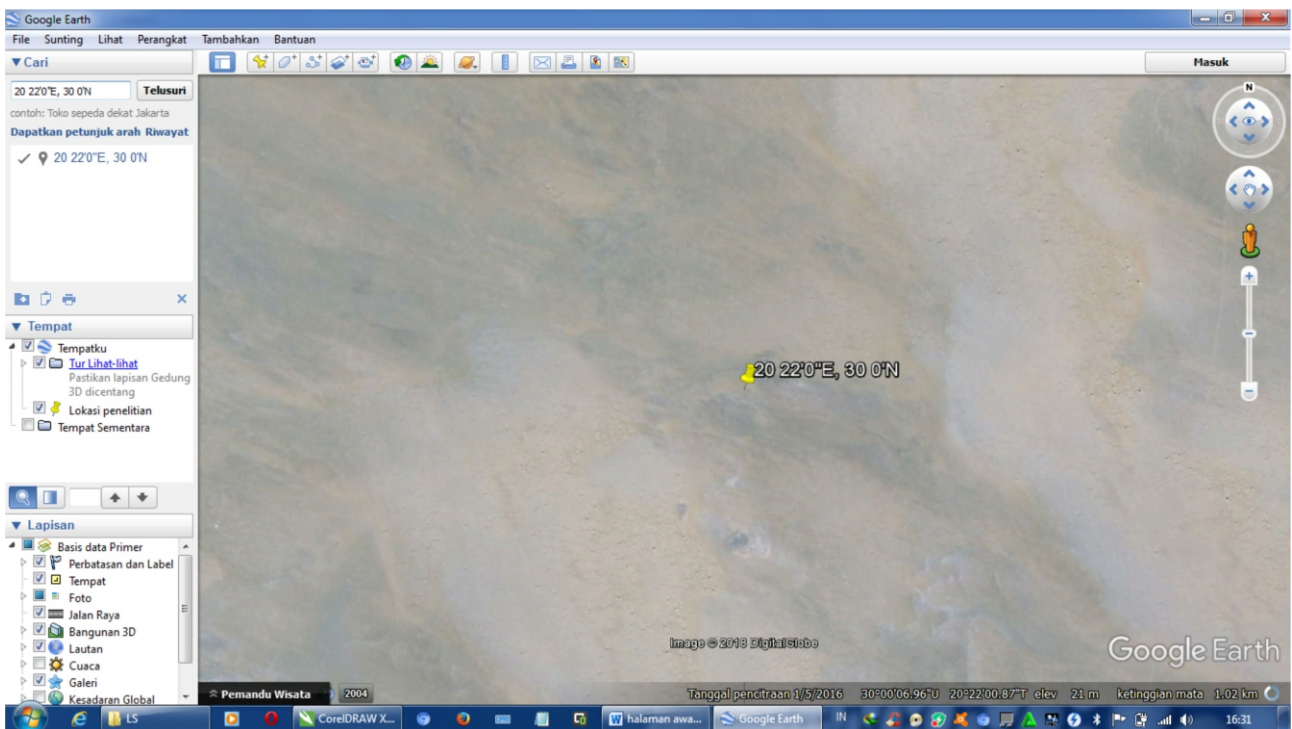 Google Earth
File Sunting Lihat Perangkat Tambahkan Bantuan
Cari
Masuk
20 22'0"E, 30 0'N Telusuri
contoh: Toko sepeda dekat Jakarta
Dapatkan petunjuk arah Riwayat
20 22'0"E, 30 0'N
Tempat
Tempatku
Tur Lihat-lihat
Pastikan lapisan Gedung
3D dicentang
Lokasi penelitian
Tempat Sementara
Lapisan
Basis data Primer
Perbatasan dan Label
Tempat
Foto
Jalan Raya
Bangunan 3D
Lautan
Cuaca
Galeri
Kesadaran Global
N
20 22'0"E, 30 0'N
Image © 2018 DigitalGlobe
Google Earth
Pemandu Wisata 2004
Tanggal pencitraan 1/5/2016 30°00'06.96"U 20°22'00.87"T elev 21 m ketinggian mata 1.02 km
LS CorelDRAW X... halaman awa... Google Earth IN 16:31